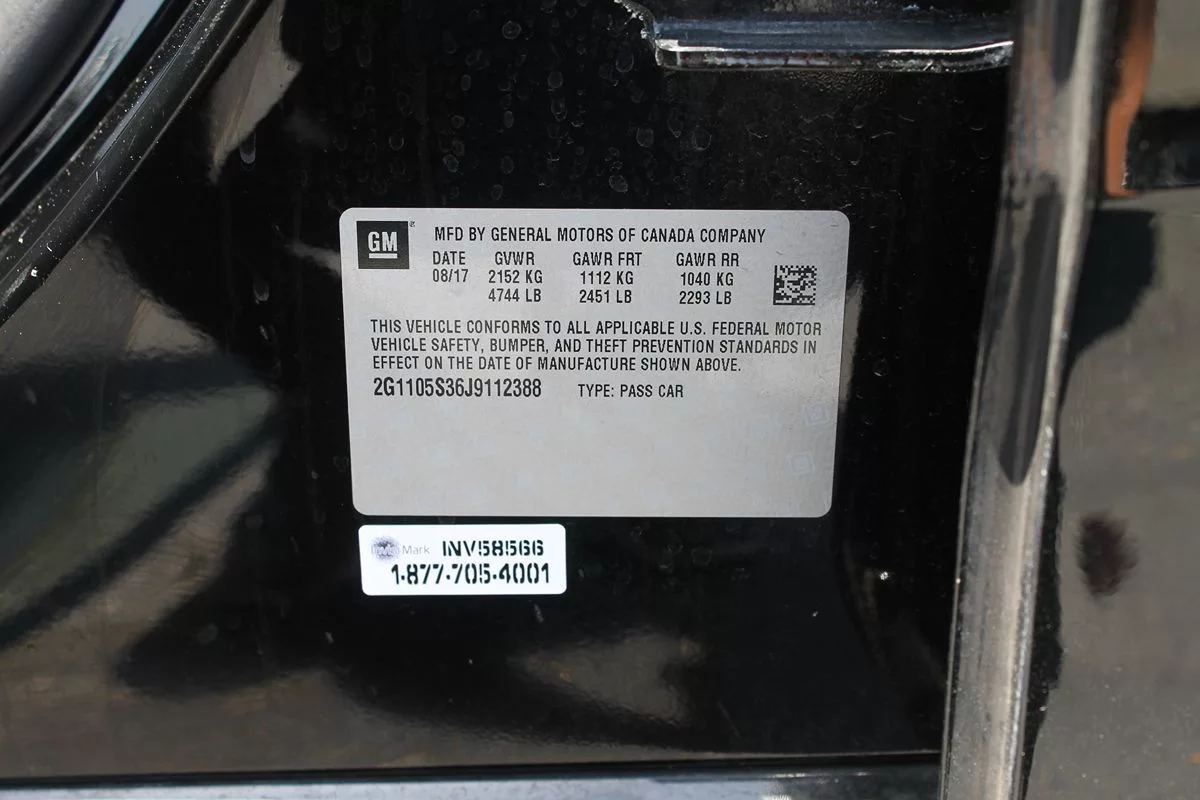 GM ® MFD BY GENERAL MOTORS OF CANADA COMPANY
DATE GVWR GAWR FRT GAWR RR
08/17 2152 KG 1112 KG 1040 KG
4744 LB 2451 LB 2293 LB
THIS VEHICLE CONFORMS TO ALL APPLICABLE U.S. FEDERAL MOTOR
VEHICLE SAFETY, BUMPER, AND THEFT PREVENTION STANDARDS IN
EFFECT ON THE DATE OF MANUFACTURE SHOWN ABOVE.
2G1105S36J9112388 TYPE: PASS CAR
Mark INV58566
1-877-705-4001